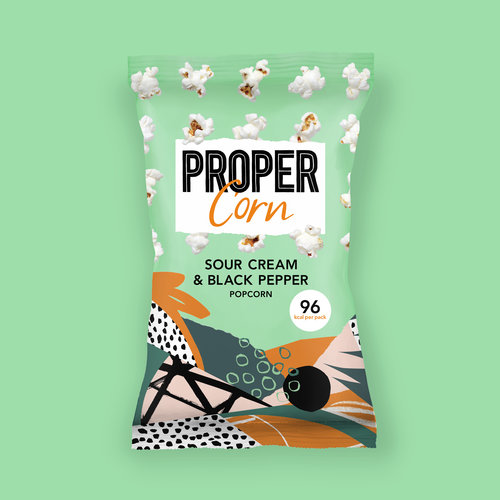 PROPER
Corn
SOUR CREAM
& BLACK PEPPER
POPCORN
96
kcal per pack